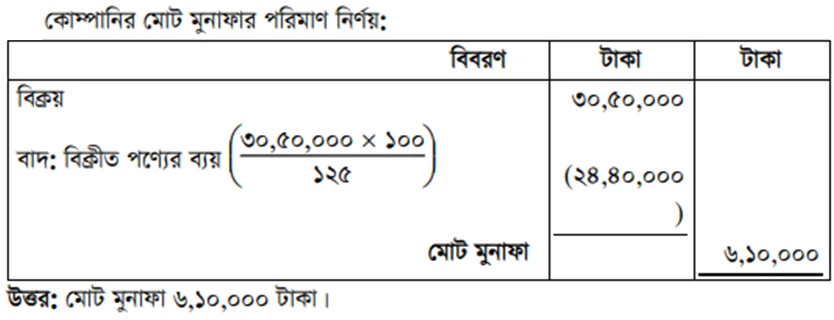 কোম্পানির মোট মুনাফার পরিমাণ নির্ণয়:
বিবরণ টাকা টাকা
বিক্রয় ৩০,৫০,০০০
বাদ: বিক্রীত পণ্যের ব্যয় (৩০,৫০,০০০ × ১০০ / ১২৫) (২৪,৪০,০০০
)
মোট মুনাফা ৬,১০,০০০
উত্তর: মোট মুনাফা ৬,১০,০০০ টাকা।